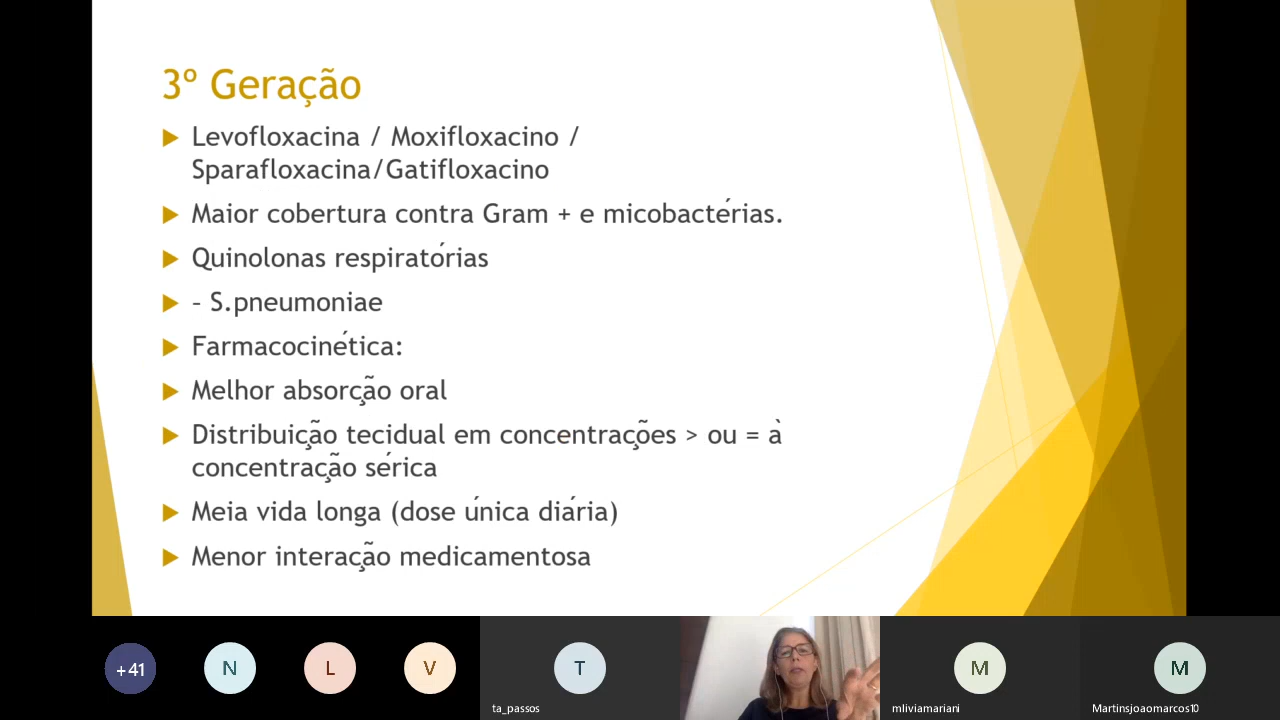 3º Geração
Levofloxacina / Moxifloxacino /
Sparafloxacina/Gatifloxacino
Maior cobertura contra Gram + e micobactérias.
Quinolonas respiratórias
– S.pneumoniae
Farmacocinética:
Melhor absorção oral
Distribuição tecidual em concentrações > ou = à
concentração sérica
Meia vida longa (dose única diária)
Menor interação medicamentosa
+41
N
L
V
T
M
M
ta_passos
mliviamariani
Martinsjoaomarcos10